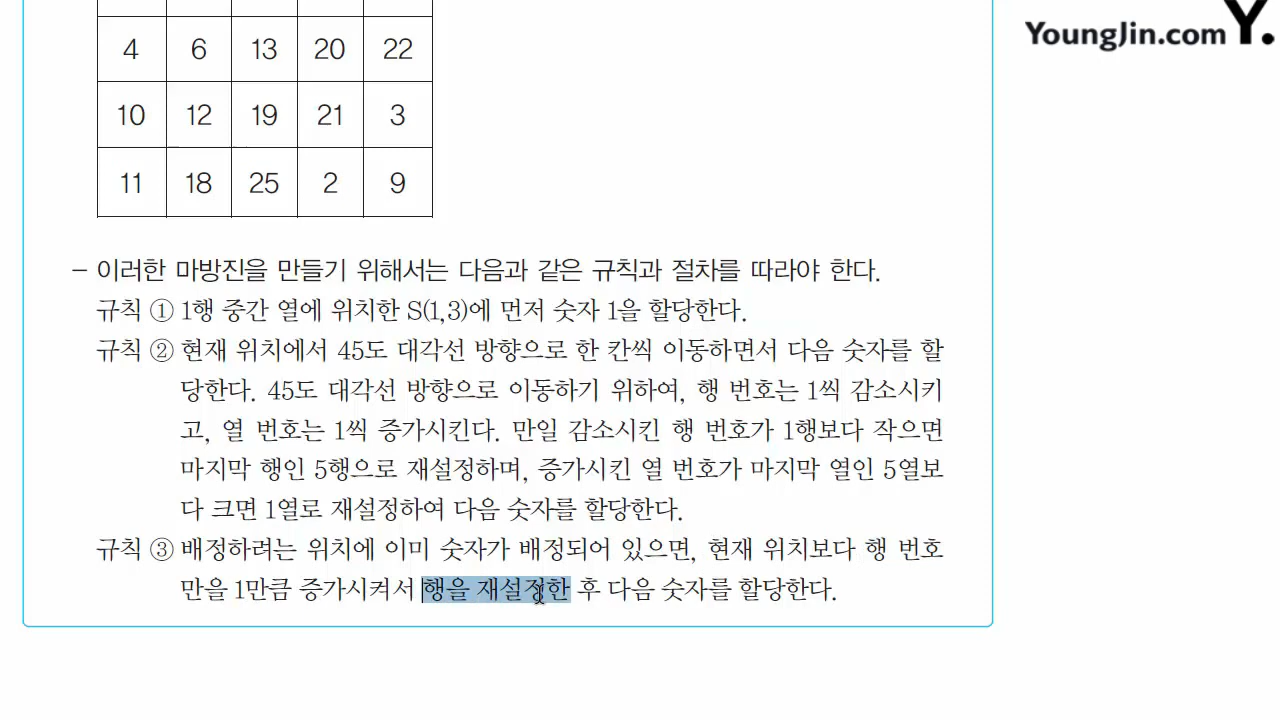 YoungJin.com Y.
4 6 13 20 22
10 12 19 21 3
11 18 25 2 9
– 이러한 마방진을 만들기 위해서는 다음과 같은 규칙과 절차를 따라야 한다.
규칙 ① 1행 중간 열에 위치한 S(1,3)에 먼저 숫자 1을 할당한다.
규칙 ② 현재 위치에서 45도 대각선 방향으로 한 칸씩 이동하면서 다음 숫자를 할
당한다. 45도 대각선 방향으로 이동하기 위하여, 행 번호는 1씩 감소시키
고, 열 번호는 1씩 증가시킨다. 만일 감소시킨 행 번호가 1행보다 작으면
마지막 행인 5행으로 재설정하며, 증가시킨 열 번호가 마지막 열인 5열보
다 크면 1열로 재설정하여 다음 숫자를 할당한다.
규칙 ③ 배정하려는 위치에 이미 숫자가 배정되어 있으면, 현재 위치보다 행 번호
만을 1만큼 증가시켜서 행을 재설정한 후 다음 숫자를 할당한다.